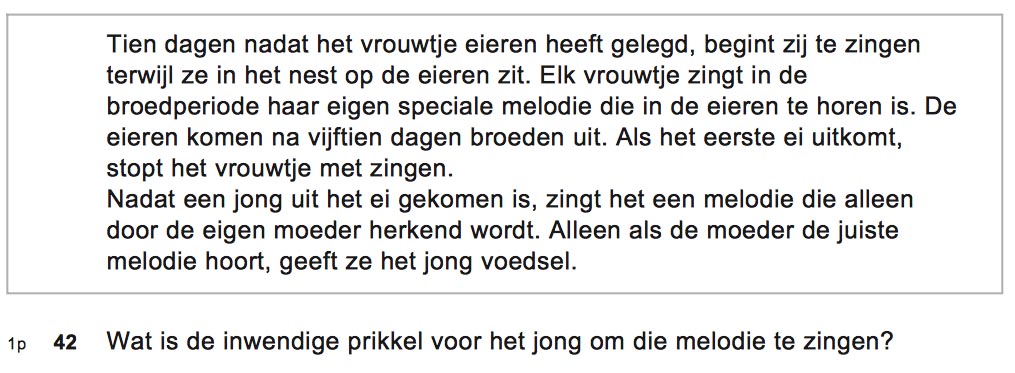 Tien dagen nadat het vrouwtje eieren heeft gelegd, begint zij te zingen
terwijl ze in het nest op de eieren zit. Elk vrouwtje zingt in de
broedperiode haar eigen speciale melodie die in de eieren te horen is. De
eieren komen na vijftien dagen broeden uit. Als het eerste ei uitkomt,
stopt het vrouwtje met zingen.
Nadat een jong uit het ei gekomen is, zingt het een melodie die alleen
door de eigen moeder herkend wordt. Alleen als de moeder de juiste
melodie hoort, geeft ze het jong voedsel.
1p 42 Wat is de inwendige prikkel voor het jong om die melodie te zingen?